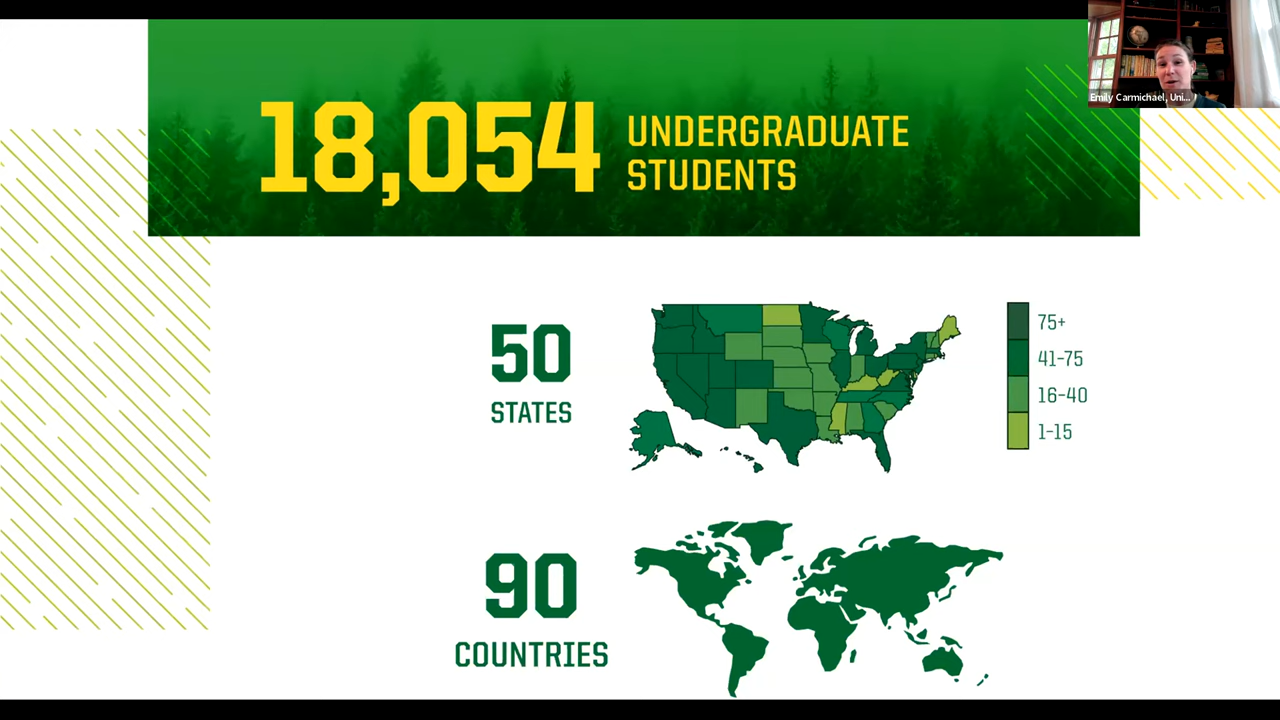 18,054
UNDERGRADUATE
STUDENTS
Emily Carmichael, Uni...
50
STATES
75+
41-75
16-40
1-15
90
COUNTRIES